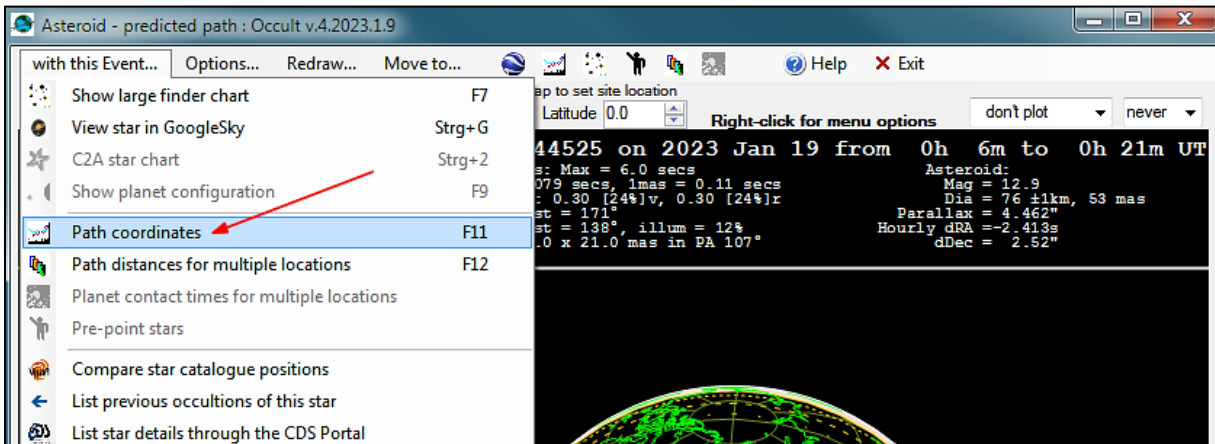 Asteroid - predicted path : Occult v.4.2023.1.9
with this Event... Options... Redraw... Move to... Help Exit
ap to set site location
Latitude 0.0 Right-click for menu options don't plot never
Show large finder chart F7
View star in GoogleSky Strg+G
C2A star chart Strg+2
Show planet configuration F9
Path coordinates F11
Path distances for multiple locations F12
Planet contact times for multiple locations
Pre-point stars
Compare star catalogue positions
List previous occultions of this star
List star details through the CDS Portal
44525 on 2023 Jan 19 from 0h 6m to 0h 21m UT
s: Max = 6.0 secs
079 secs, 1mas = 0.11 secs
: 0.30 [24%]v, 0.30 [24%]r
st = 171°
st = 138°, illum = 12%
.0 x 21.0 mas in PA 107°
Asteroid:
Mag = 12.9
Dia = 76 ±1km, 53 mas
Parallax = 4.462"
Hourly dRA =-2.413s
dDec = 2.52"